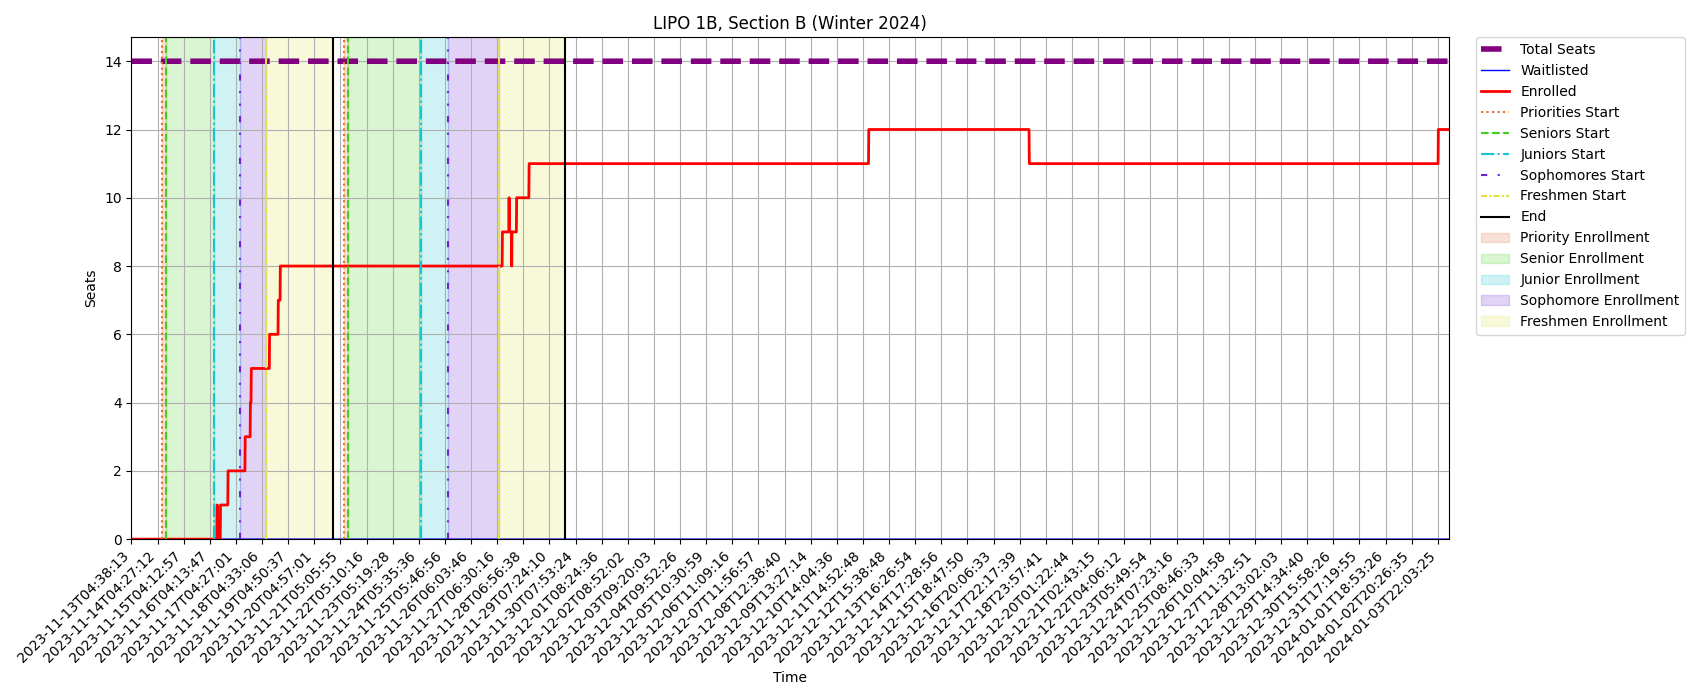 LIPO 1B, Section B (Winter 2024)
Total Seats
Waitlisted
Enrolled
Priorities Start
Seniors Start
Juniors Start
Sophomores Start
Freshmen Start
End
Priority Enrollment
Senior Enrollment
Junior Enrollment
Sophomore Enrollment
Freshmen Enrollment
Seats
14
12
10
8
6
4
2
0
2023-11-13T04:38:13
2023-11-14T04:27:12
2023-11-15T04:12:57
2023-11-16T04:13:47
2023-11-17T04:27:01
2023-11-18T04:33:06
2023-11-19T04:50:37
2023-11-20T04:57:01
2023-11-21T05:05:55
2023-11-22T05:10:16
2023-11-23T05:19:28
2023-11-24T05:35:36
2023-11-25T05:46:56
2023-11-26T06:03:46
2023-11-27T06:30:16
2023-11-28T06:56:38
2023-11-29T07:24:10
2023-11-30T07:53:24
2023-12-01T08:24:36
2023-12-02T08:52:02
2023-12-03T09:20:03
2023-12-04T09:52:26
2023-12-05T10:30:59
2023-12-06T11:09:16
2023-12-07T11:56:57
2023-12-08T12:38:40
2023-12-09T13:27:14
2023-12-10T14:04:36
2023-12-11T14:52:48
2023-12-12T15:38:48
2023-12-13T16:26:54
2023-12-14T17:28:56
2023-12-15T18:47:50
2023-12-16T20:06:33
2023-12-17T22:17:39
2023-12-18T23:57:41
2023-12-20T01:22:44
2023-12-21T02:43:15
2023-12-22T04:06:12
2023-12-23T05:49:54
2023-12-24T07:23:16
2023-12-25T08:46:33
2023-12-26T10:04:58
2023-12-27T11:32:51
2023-12-28T13:02:03
2023-12-29T14:34:40
2023-12-30T15:58:26
2023-12-31T17:19:55
2024-01-01T18:53:26
2024-01-02T20:26:35
2024-01-03T22:03:25
Time